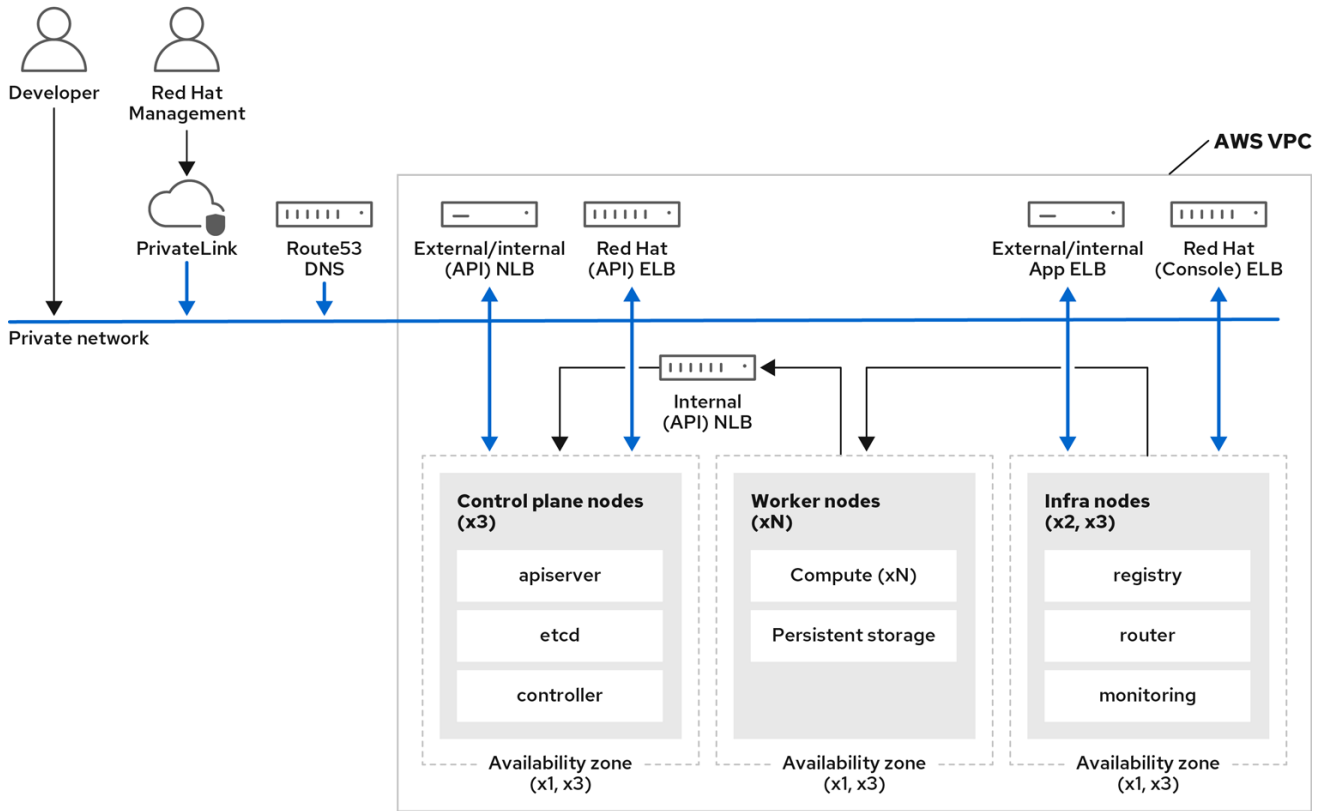 Developer
Red Hat
Management
AWS VPC
PrivateLink
Route53
DNS
External/internal
(API) NLB
Red Hat
(API) ELB
External/internal
App ELB
Red Hat
(Console) ELB
Private network
Internal
(API) NLB
Control plane nodes
(x3)
apiserver
etcd
controller
Availability zone
(x1, x3)
Worker nodes
(xN)
Compute (xN)
Persistent storage
Availability zone
(x1, x3)
Infra nodes
(x2, x3)
registry
router
monitoring
Availability zone
(x1, x3)